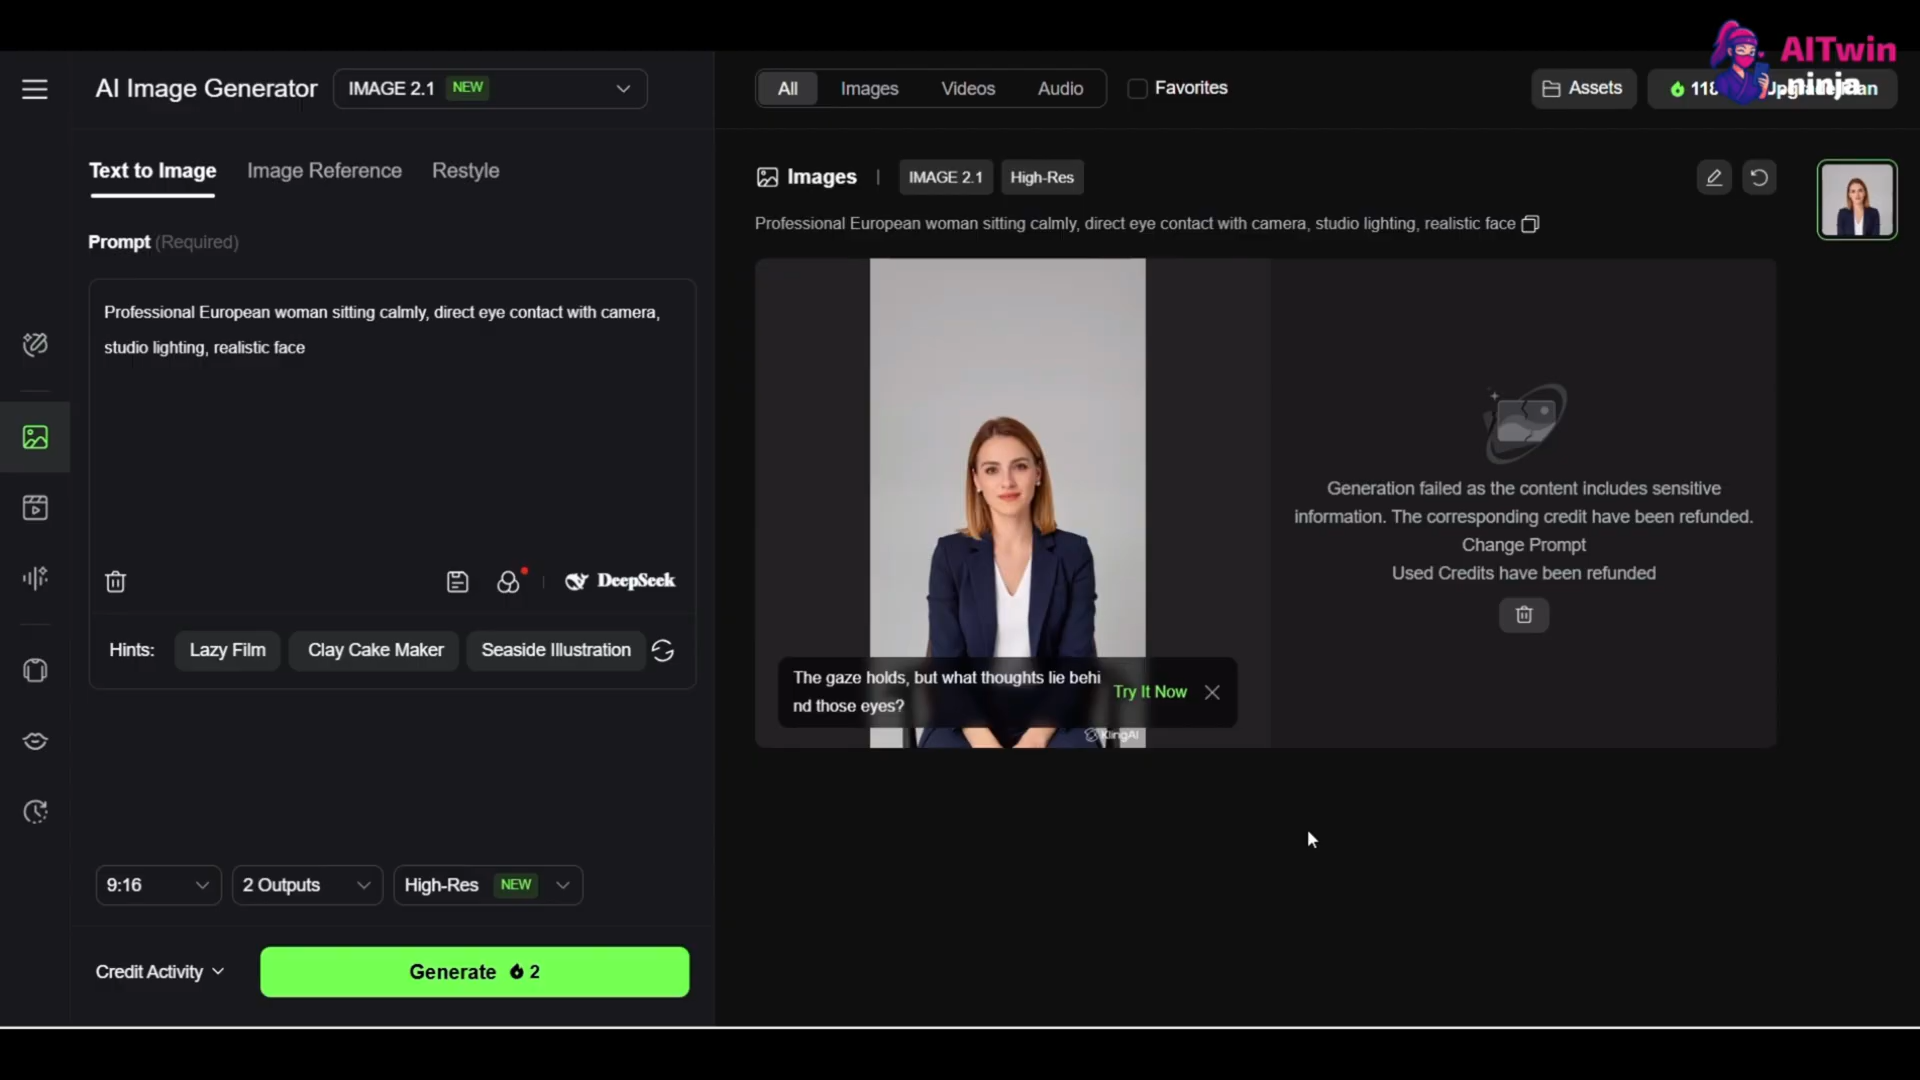 AITwin
ninja
AI Image Generator
IMAGE 2.1 NEW
All
Images
Videos
Audio
Favorites
Assets
Text to Image
Image Reference
Restyle
Images | IMAGE 2.1 High-Res
Professional European woman sitting calmly, direct eye contact with camera, studio lighting, realistic face
Prompt (Required)
Professional European woman sitting calmly, direct eye contact with camera,
studio lighting, realistic face
DeepSeek
Hints:
Lazy Film
Clay Cake Maker
Seaside Illustration
9:16
2 Outputs
High-Res NEW
Credit Activity
Generate 2
The gaze holds, but what thoughts lie behi
nd those eyes?
Try It Now
KlingAI
Generation failed as the content includes sensitive
information. The corresponding credit have been refunded.
Change Prompt
Used Credits have been refunded